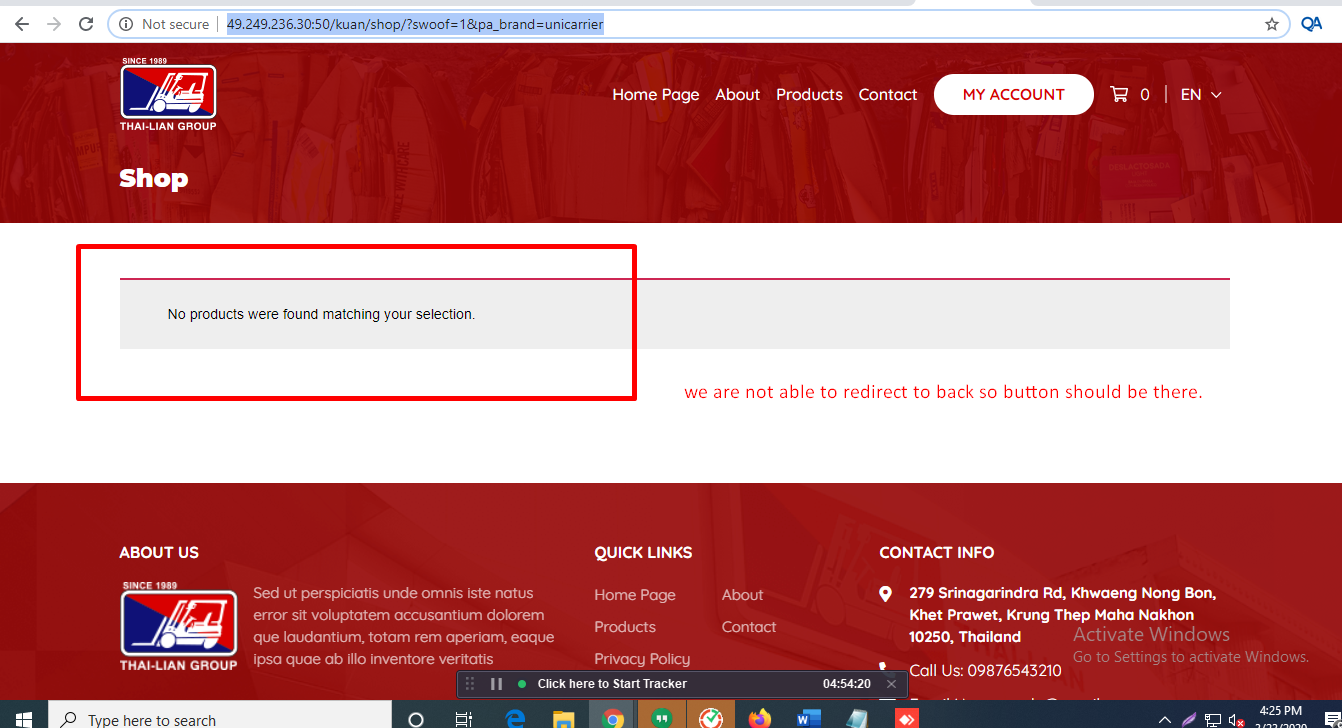 Not secure
49.249.236.30:50/kuan/shop/?swoof=1&pa_brand=unicarrier
QA
SINCE 1989
THAI-LIAN GROUP
Home Page
About
Products
Contact
MY ACCOUNT
0
EN
Shop
No products were found matching your selection.
we are not able to redirect to back so button should be there.
ABOUT US
SINCE 1989
THAI-LIAN GROUP
Sed ut perspiciatis unde omnis iste natus
error sit voluptatem accusantium dolorem
que laudantium, totam rem aperiam, eaque
ipsa quae ab illo inventore veritatis
QUICK LINKS
Home Page
About
Products
Contact
Privacy Policy
CONTACT INFO
279 Srinagarindra Rd, Khwaeng Nong Bon,
Khet Prawet, Krung Thep Maha Nakhon
10250, Thailand
Call Us: 09876543210
Activate Windows
Go to Settings to activate Windows.
Click here to Start Tracker
04:54:20
Type here to search
4:25 PM